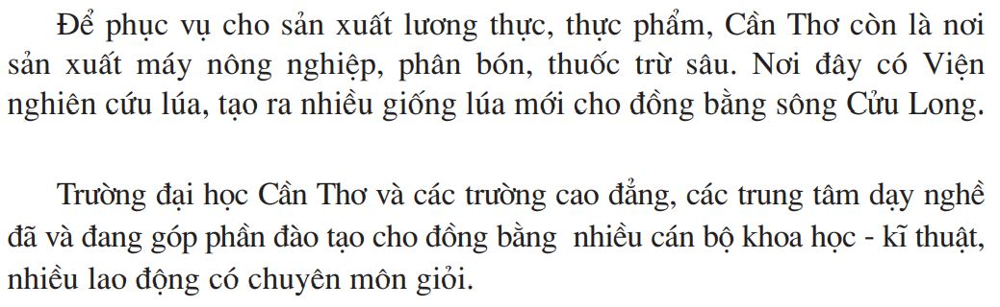 Để phục vụ cho sản xuất lương thực, thực phẩm, Cần Thơ còn là nơi
sản xuất máy nông nghiệp, phân bón, thuốc trừ sâu. Nơi đây có Viện
nghiên cứu lúa, tạo ra nhiều giống lúa mới cho đồng bằng sông Cửu Long.
Trường đại học Cần Thơ và các trường cao đẳng, các trung tâm dạy nghề
đã và đang góp phần đào tạo cho đồng bằng nhiều cán bộ khoa học - kĩ thuật,
nhiều lao động có chuyên môn giỏi.